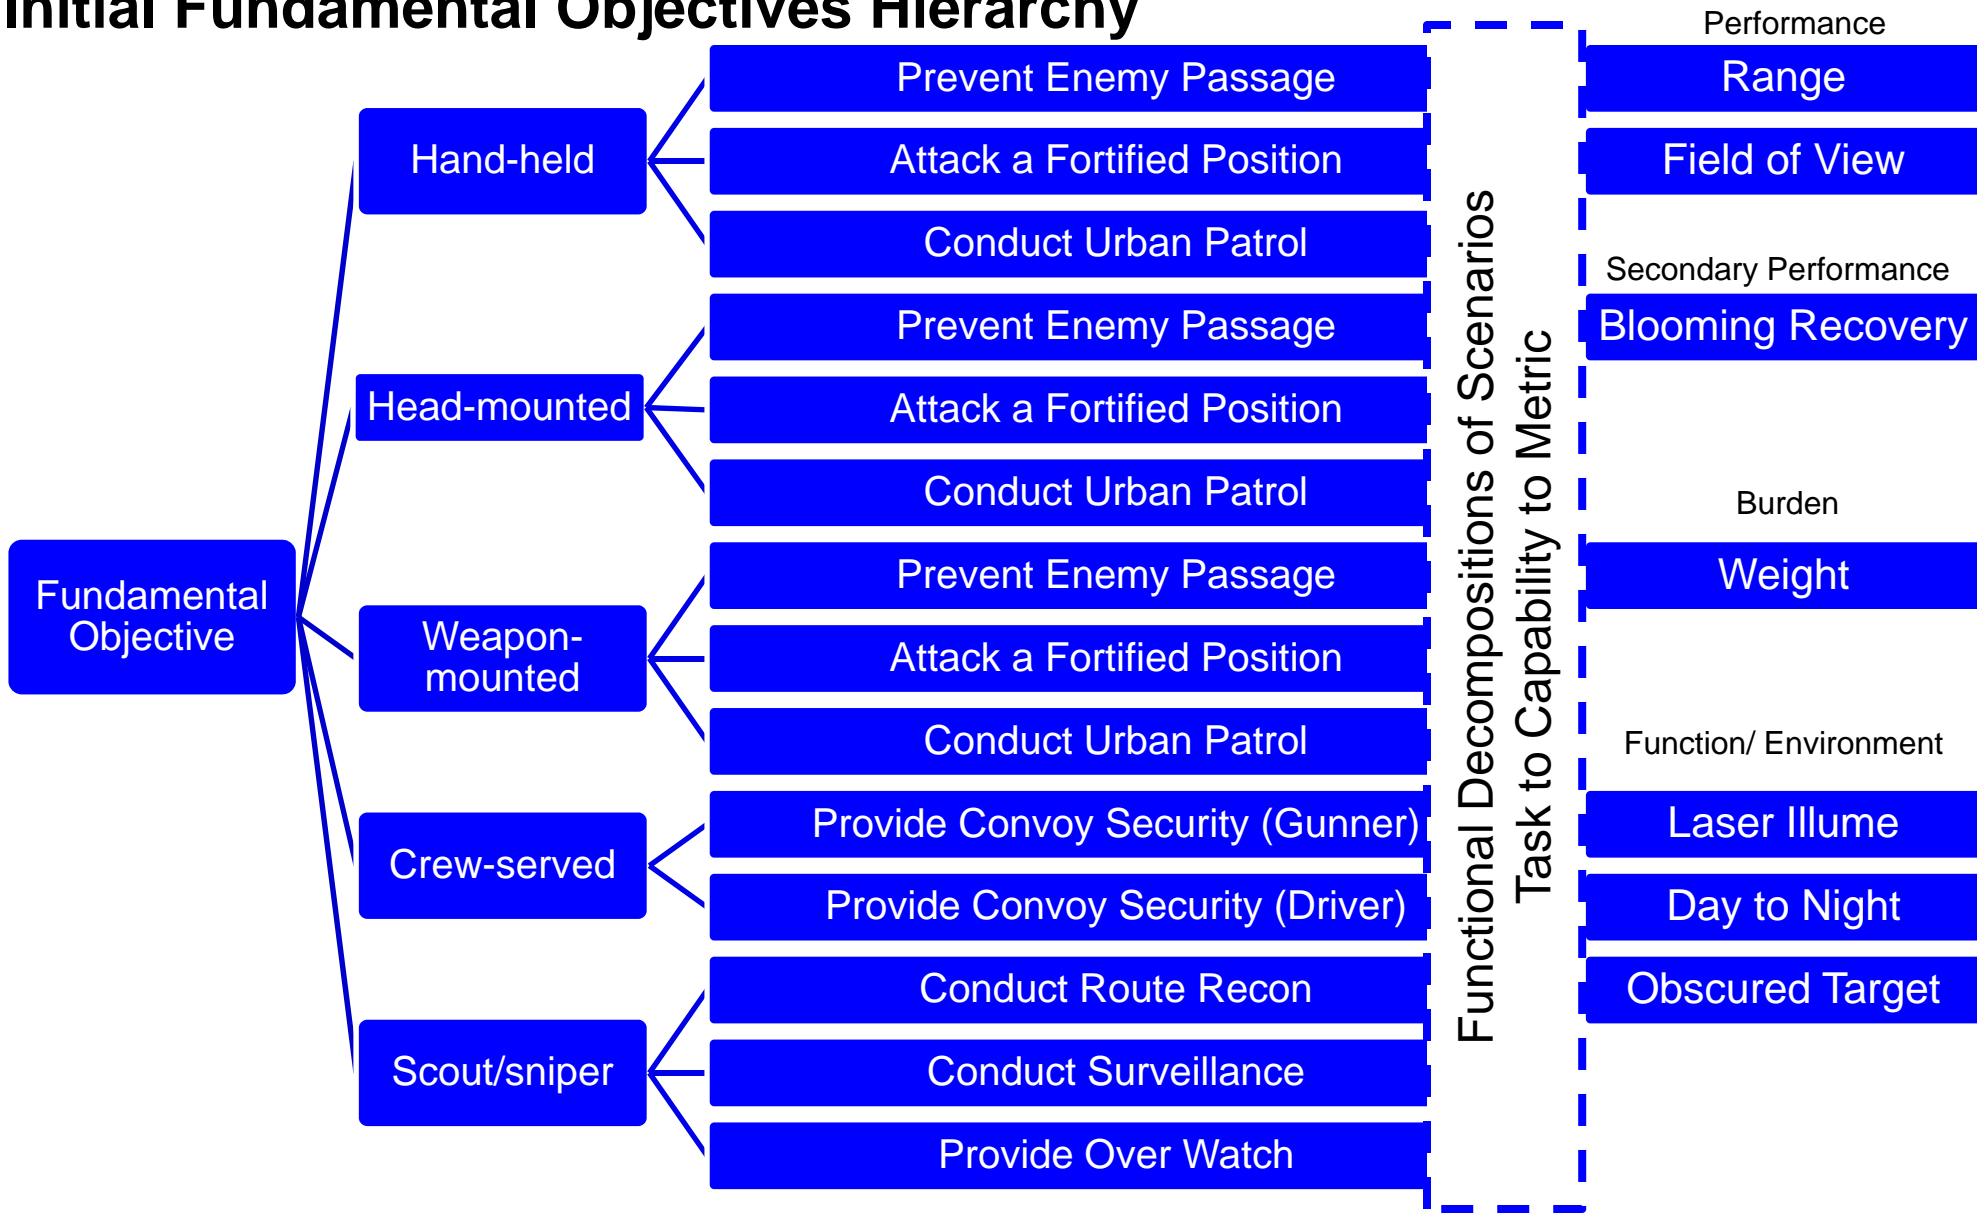 Initial Fundamental Objectives Hierarchy
Fundamental
Objective
Hand-held
Head-mounted
Weapon-
mounted
Crew-served
Scout/sniper
Prevent Enemy Passage
Attack a Fortified Position
Conduct Urban Patrol
Prevent Enemy Passage
Attack a Fortified Position
Conduct Urban Patrol
Prevent Enemy Passage
Attack a Fortified Position
Conduct Urban Patrol
Provide Convoy Security (Gunner)
Provide Convoy Security (Driver)
Conduct Route Recon
Conduct Surveillance
Provide Over Watch
Functional Decompositions of Scenarios
Task to Capability to Metric
Performance
Range
Field of View
Secondary Performance
Blooming Recovery
Burden
Weight
Function/ Environment
Laser Illume
Day to Night
Obscured Target